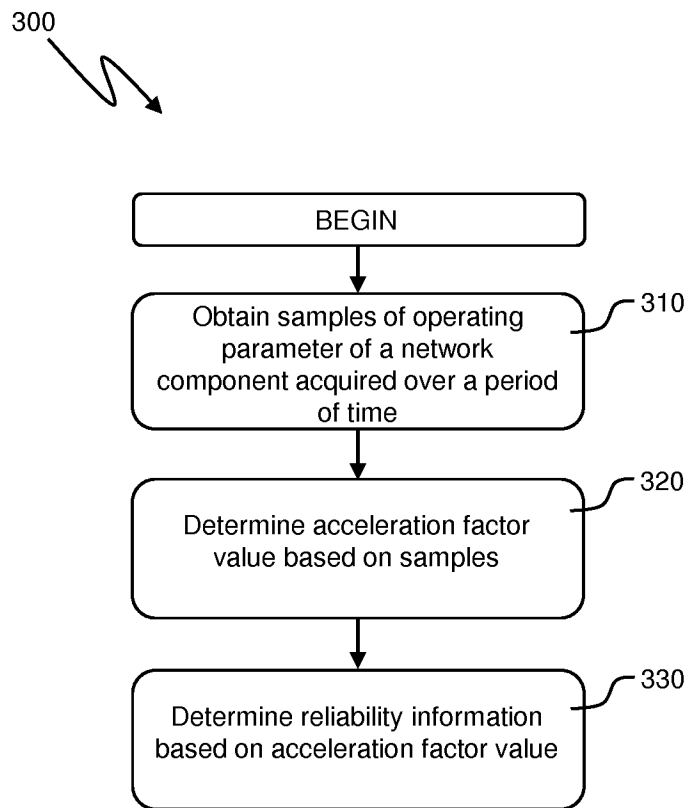 300
BEGIN
Obtain samples of operating
parameter of a network
component acquired over a period
of time
310
Determine acceleration factor
value based on samples
320
Determine reliability information
based on acceleration factor value
330